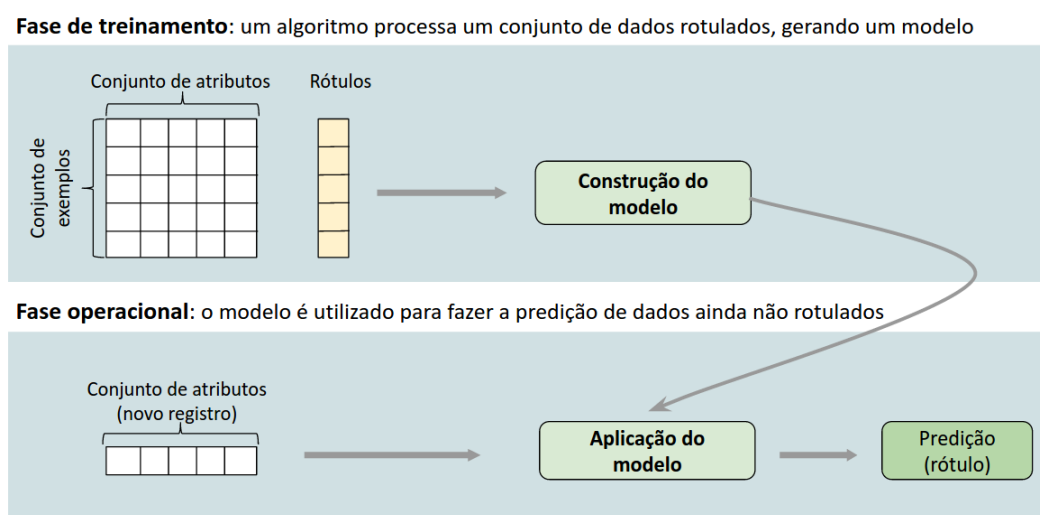 Fase de treinamento: um algoritmo processa um conjunto de dados rotulados, gerando um modelo
Conjunto de atributos
Rótulos
Conjunto de
exemplos
Construção do
modelo
Fase operacional: o modelo é utilizado para fazer a predição de dados ainda não rotulados
Conjunto de atributos
(novo registro)
Aplicação do
modelo
Predição
(rótulo)